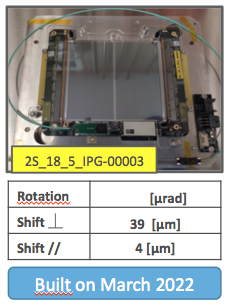 2S_18_5_IPG-00003
Rotation [µrad]
Shift ⊥ 39 [µm]
Shift // 4 [µm]
Built on March 2022